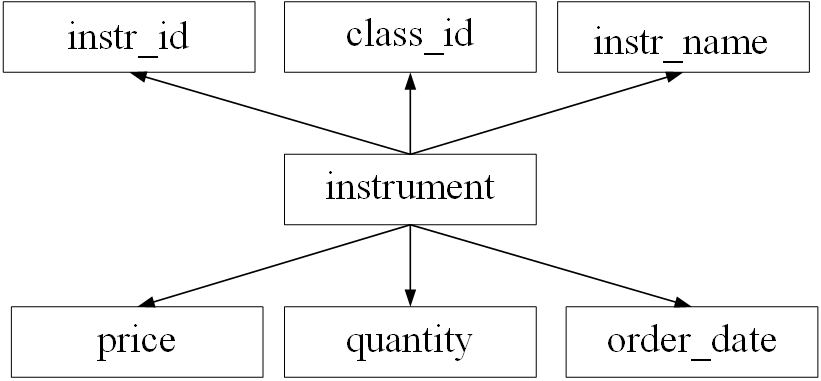 instr_id
class_id
instr_name
instrument
price
quantity
order_date